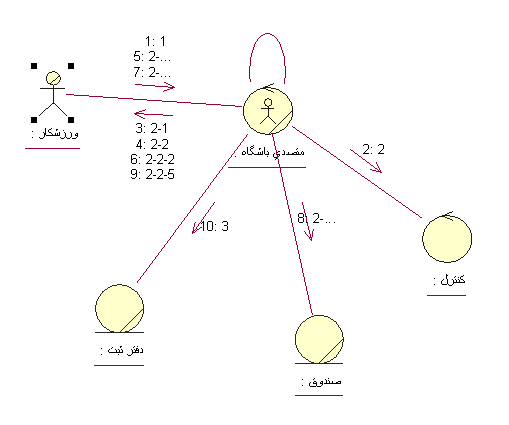 1: 1
5: 2-...
7: 2-...
ورزشکار :
3: 2-1
4: 2-2
6: 2-2-2
9: 2-2-5
متصدی باشگاه :
2: 2
10: 3
8: 2-...
کنترل :
دفتر ثبت :
صندوق :